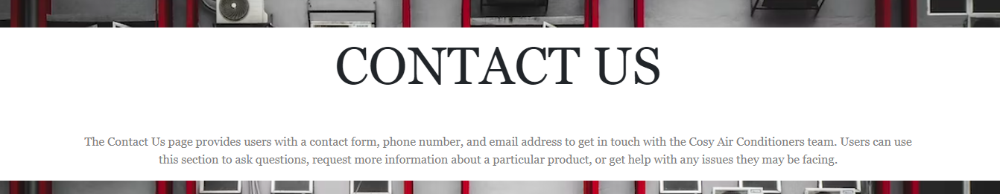 CONTACT US
The Contact Us page provides users with a contact form, phone number, and email address to get in touch with the Cosy Air Conditioners team. Users can use
this section to ask questions, request more information about a particular product, or get help with any issues they may be facing.